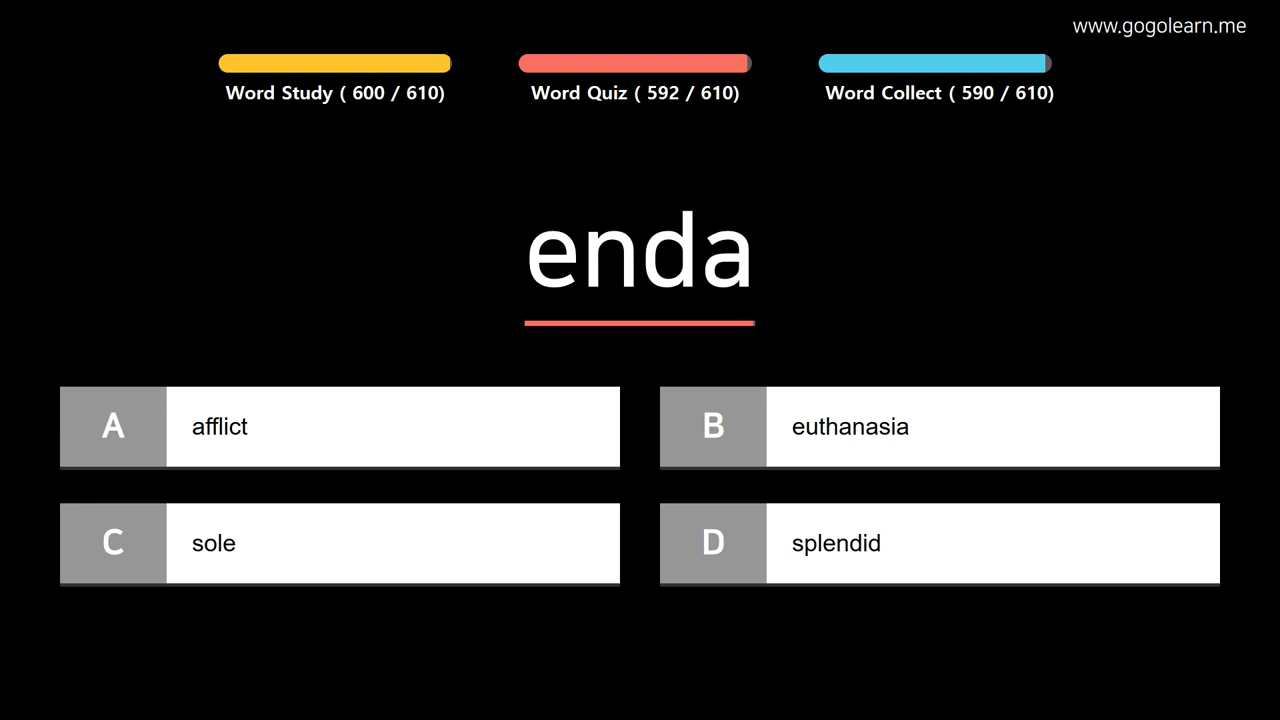 www.gogolearn.me
Word Study ( 600 / 610)
Word Quiz ( 592 / 610)
Word Collect ( 590 / 610)
enda
A afflict
B euthanasia
C sole
D splendid